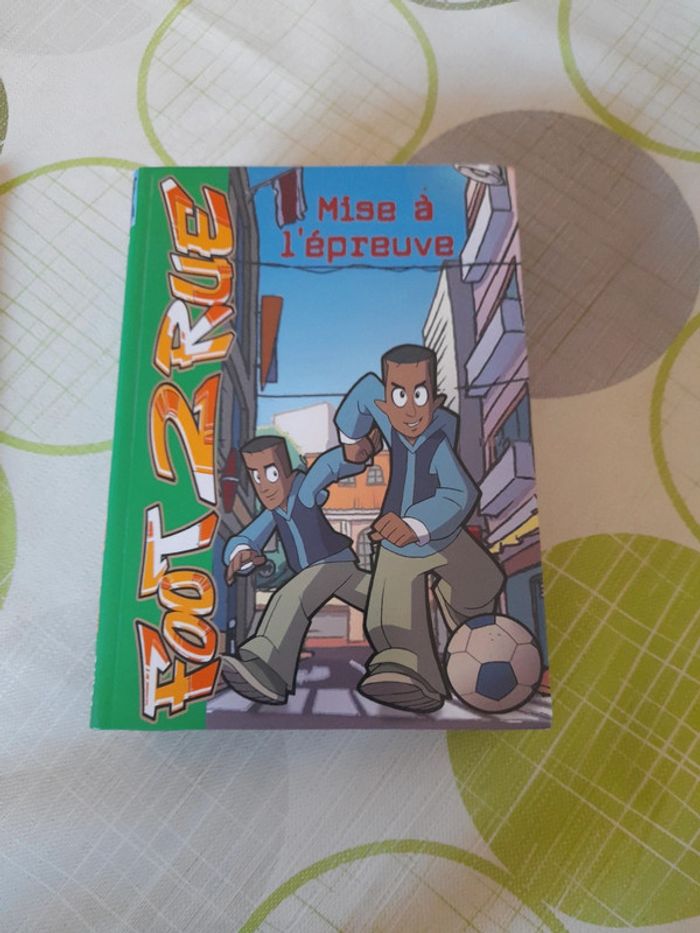 FOOT 2 RUE
Mise à
l'épreuve